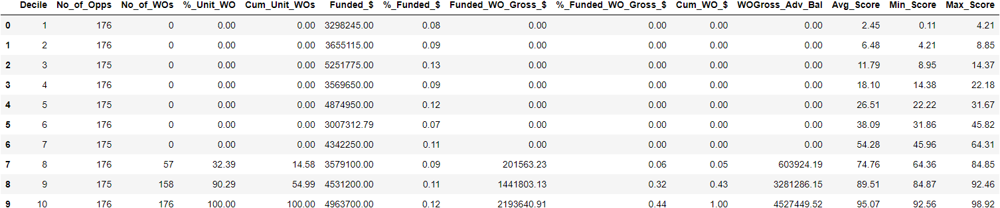 Decile No_of_Opps No_of_WOs %_Unit_WO Cum_Unit_WOs Funded_$ %_Funded_$ Funded_WO_Gross_$ %_Funded_WO_Gross_$ Cum_WO_$ WOGross_Adv_Bal Avg_Score Min_Score Max_Score
0 1 176 0 0.00 0.00 3298245.00 0.08 0.00 0.00 0.00 0.00 2.45 0.11 4.21
1 2 176 0 0.00 0.00 3655115.00 0.09 0.00 0.00 0.00 0.00 6.48 4.21 8.85
2 3 175 0 0.00 0.00 5251775.00 0.13 0.00 0.00 0.00 0.00 11.79 8.95 14.37
3 4 176 0 0.00 0.00 3569650.00 0.09 0.00 0.00 0.00 0.00 18.10 14.38 22.18
4 5 175 0 0.00 0.00 4874950.00 0.12 0.00 0.00 0.00 0.00 26.51 22.22 31.67
5 6 176 0 0.00 0.00 3007312.79 0.07 0.00 0.00 0.00 0.00 38.09 31.86 45.82
6 7 175 0 0.00 0.00 4342250.00 0.11 0.00 0.00 0.00 0.00 54.28 45.96 64.31
7 8 176 57 32.39 14.58 3579100.00 0.09 201563.23 0.06 0.05 603924.19 74.76 64.36 84.85
8 9 175 158 90.29 54.99 4531200.00 0.11 1441803.13 0.32 0.43 3281286.15 89.51 84.87 92.46
9 10 176 176 100.00 100.00 4963700.00 0.12 2193640.91 0.44 1.00 4527449.52 95.07 92.56 98.92